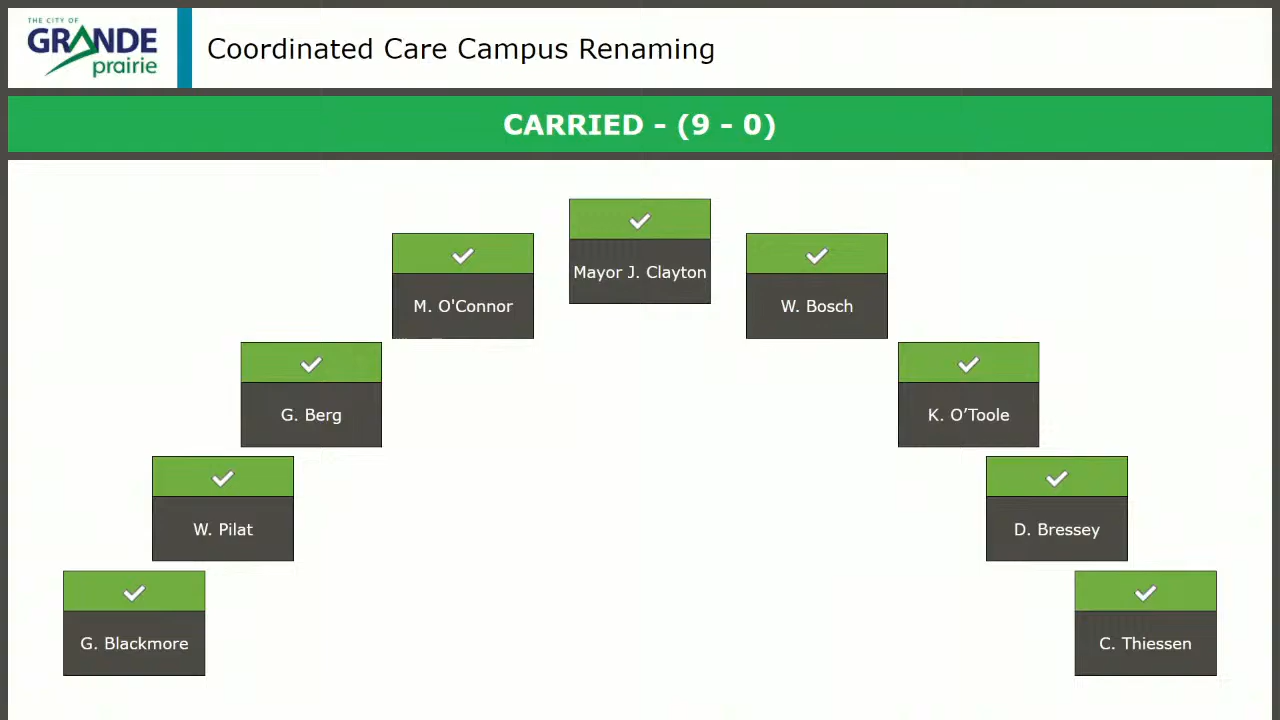 THE CITY OF
GRANDE
prairie
Coordinated Care Campus Renaming
CARRIED - (9 - 0)
Mayor J. Clayton
M. O'Connor
W. Bosch
G. Berg
K. O’Toole
W. Pilat
D. Bressey
G. Blackmore
C. Thiessen